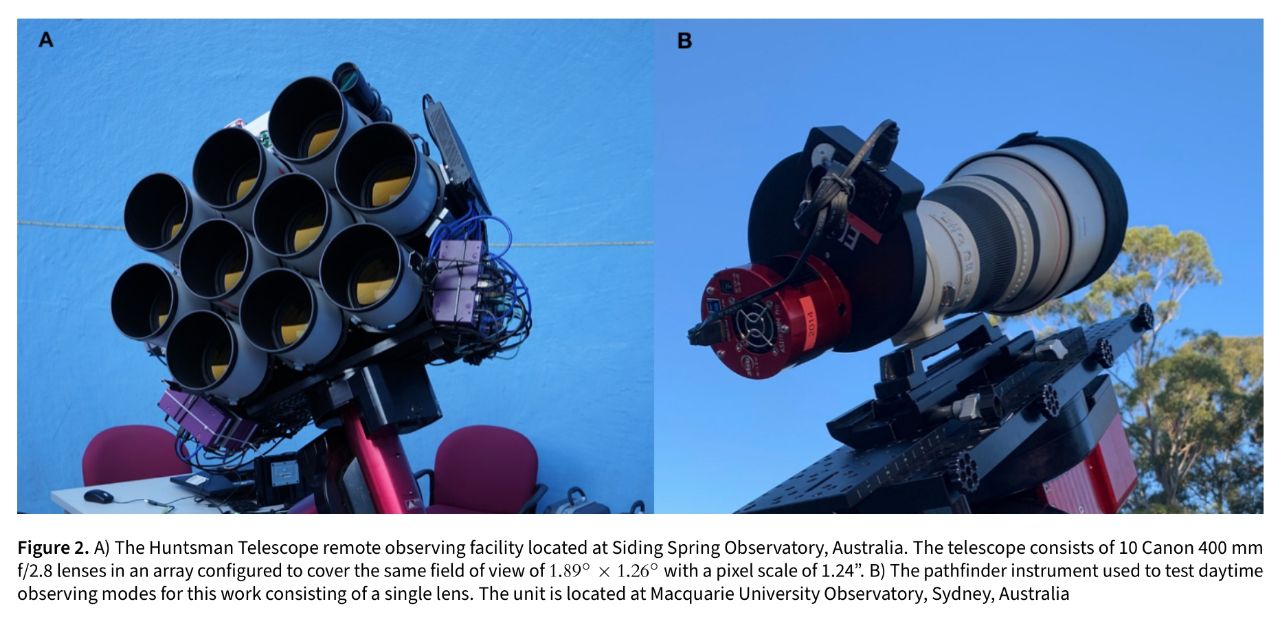 A
B
2014
Figure 2. A) The Huntsman Telescope remote observing facility located at Siding Spring Observatory, Australia. The telescope consists of 10 Canon 400 mm
f/2.8 lenses in an array configured to cover the same field of view of 1.89° × 1.26° with a pixel scale of 1.24”. B) The pathfinder instrument used to test daytime
observing modes for this work consisting of a single lens. The unit is located at Macquarie University Observatory, Sydney, Australia